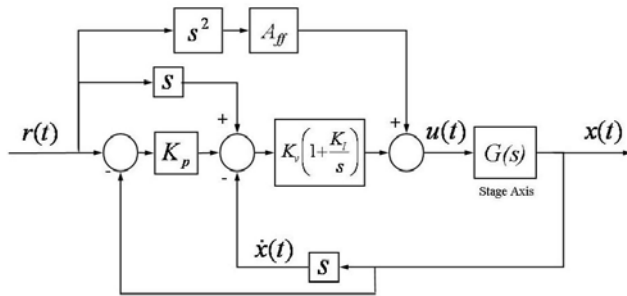 s²
A_ff
s
+
r(t)
-
K_p
+
-
K_v(1+K_I/s)
+
u(t)
G(s)
x(t)
Stage Axis
ẋ(t)
s